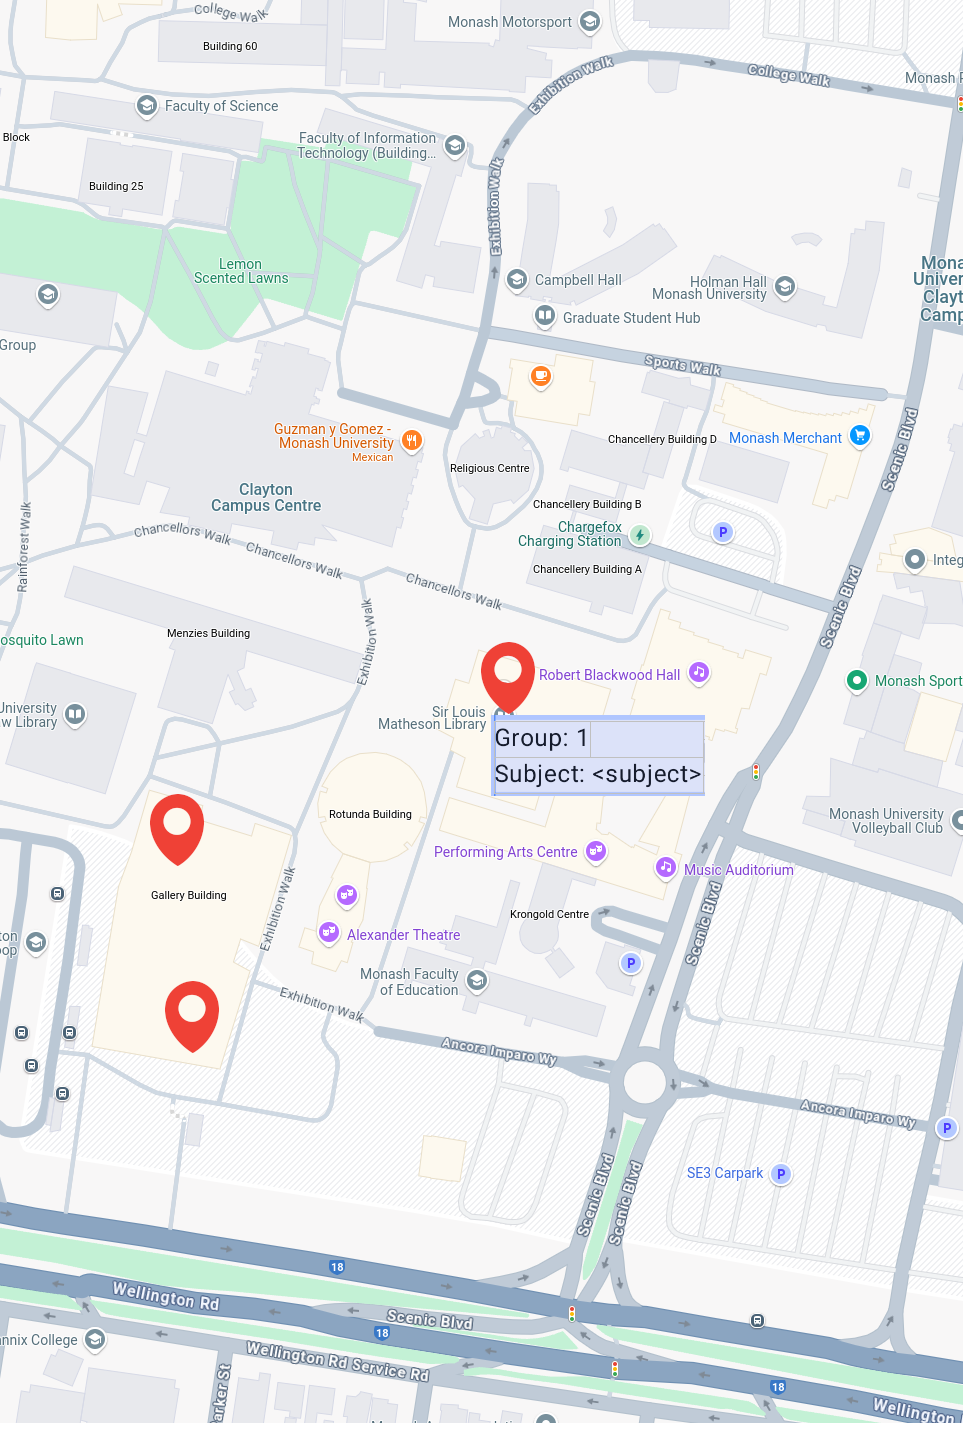 College Walk
Monash Motorsport
Building 60
Exhibition Walk
College Walk
Monash
Faculty of Science
Block
Faculty of Information
Technology (Building...
Building 25
Exhibition Walk
Lemon
Scented Lawns
Campbell Hall
Holman Hall
Monash University
Graduate Student Hub
Group
Sports Walk
Guzman y Gomez -
Monash University
Mexican
Chancellery Building D
Monash Merchant
Scenic Blvd
Religious Centre
Clayton
Campus Centre
Rainforest Walk
Chancellors Walk
Chancellors Walk
Chancellery Building B
Chargefox
Charging Station
P
Chancellery Building A
Chancellors Walk
Scenic Blvd
Menzies Building
Exhibition Walk
osquito Lawn
Robert Blackwood Hall
Monash Sport
University
w Library
Sir Louis
Matheson Library
Group: 1
Subject: <subject>
Rotunda Building
Monash University
Volleyball Club
Performing Arts Centre
Music Auditorium
Gallery Building
Exhibition Walk
Krongold Centre
Scenic Blvd
Alexander Theatre
ton
oop
P
Monash Faculty
of Education
Exhibition Walk
Ancora Imparo Wy
Ancora Imparo Wy
P
SE3 Carpark
P
Scenic Blvd
Scenic Blvd
18
Wellington Rd
Scenic Blvd
18
annix College
Wellington Rd Service Rd
arker St
18
Wellington